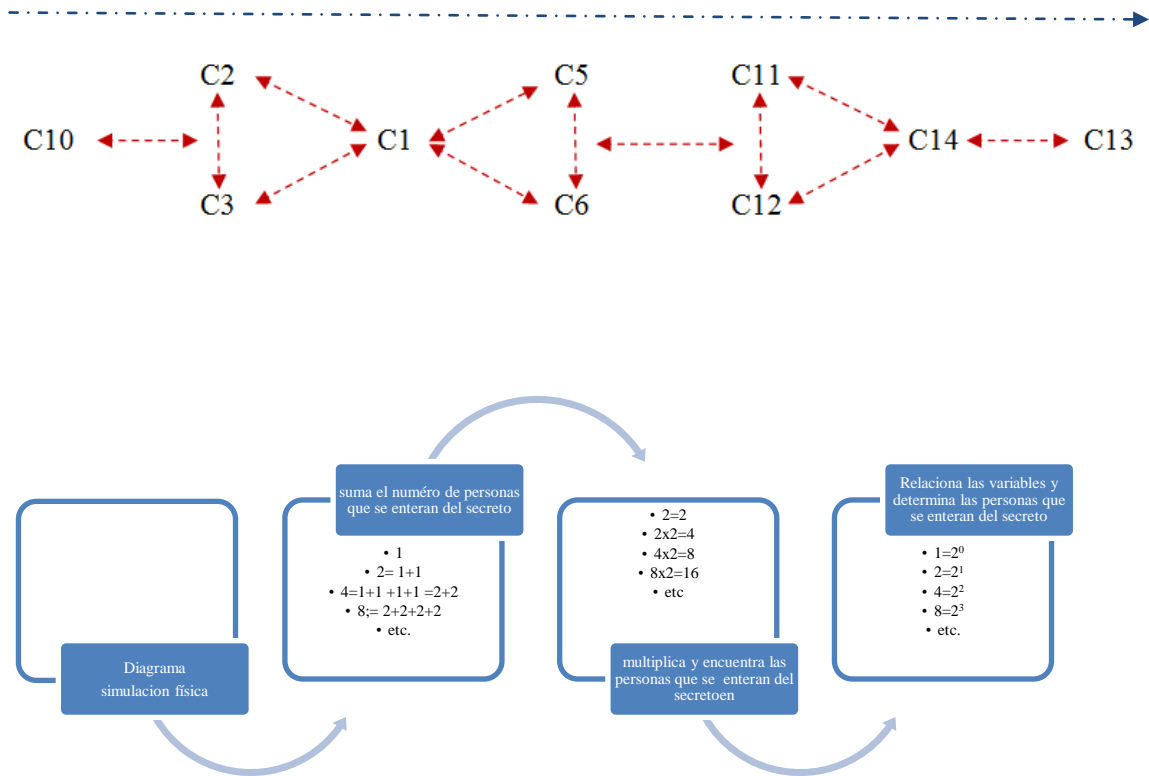 C2
C5
C11
C10
C1
C14
C13
C3
C6
C12
suma el numéro de personas
que se enteran del secreto
• 1
• 2= 1+1
• 4=1+1 +1+1 =2+2
• 8;= 2+2+2+2
• etc.
• 2=2
• 2x2=4
• 4x2=8
• 8x2=16
• etc
Relaciona las variables y
determina las personas que
se enteran del secreto
• 1=2⁰
• 2=2¹
• 4=2²
• 8=2³
• etc.
Diagrama
simulacion física
multiplica y encuentra las
personas que se enteran del
secretoen